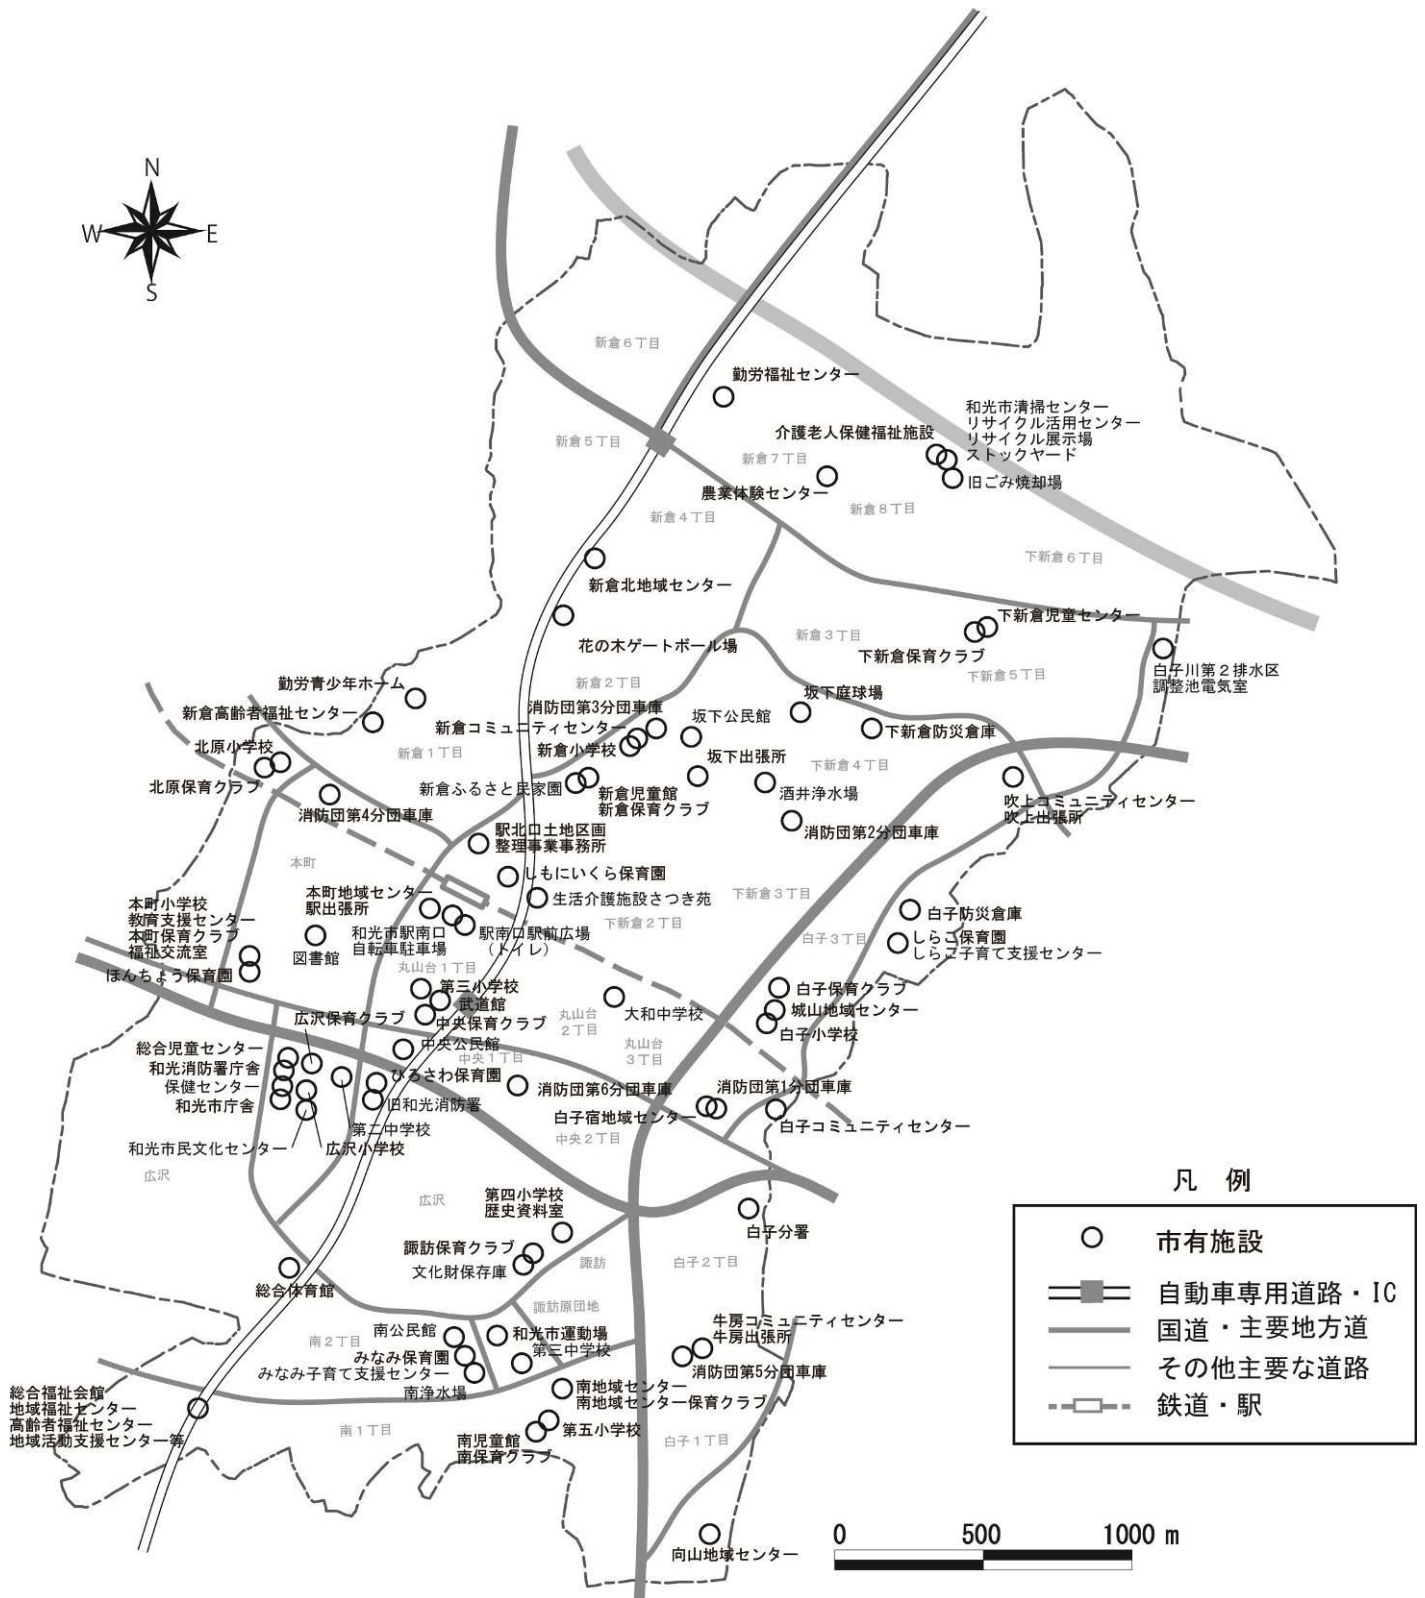 N
W
E
S
新倉６丁目
勤労福祉センター
和光市清掃センター
リサイクル活用センター
リサイクル展示場
ストックヤード
介護老人保健福祉施設
新倉５丁目
新倉７丁目
旧ごみ焼却場
農業体験センター
新倉８丁目
新倉４丁目
下新倉６丁目
新倉北地域センター
下新倉児童センター
新倉３丁目
花の木ゲートボール場
下新倉保育クラブ
下新倉５丁目
白子川第２排水区
調整池電気室
勤労青少年ホーム
新倉２丁目
坂下庭球場
新倉高齢者福祉センター
消防団第3分団車庫
坂下公民館
新倉コミュニティセンター
下新倉防災倉庫
北原小学校
新倉１丁目
新倉小学校
坂下出張所
下新倉４丁目
北原保育クラブ
新倉ふるさと民家園
新倉児童館
新倉保育クラブ
酒井浄水場
吹上コミュニティセンター
吹上出張所
消防団第4分団車庫
消防団第2分団車庫
駅北口土地区画
整理事業事務所
本町
しもにいくら保育園
本町地域センター
駅出張所
生活介護施設さつき苑
下新倉３丁目
本町小学校
教育支援センター
本町保育クラブ
福祉交流室
下新倉２丁目
白子防災倉庫
和光市駅南口
自転車駐車場
駅南口駅前広場
（トイレ）
白子３丁目
しらこ保育園
しらこ子育て支援センター
図書館
ほんちょう保育園
丸山台１丁目
第三小学校
白子保育クラブ
武道館
大和中学校
城山地域センター
広沢保育クラブ
中央保育クラブ
丸山台
２丁目
白子小学校
総合児童センター
中央公民館
中央１丁目
丸山台
３丁目
和光消防署庁舎
ひろさわ保育園
保健センター
消防団第6分団車庫
消防団第1分団車庫
和光市庁舎
旧和光消防署
白子宿地域センター
第二中学校
白子コミュニティセンター
和光市民文化センター
広沢小学校
中央２丁目
広沢
広沢
第四小学校
歴史資料室
白子分署
諏訪保育クラブ
文化財保存庫
諏訪
白子２丁目
総合体育館
諏訪原団地
牛房コミュニティセンター
牛房出張所
南２丁目
南公民館
和光市運動場
第三中学校
みなみ保育園
みなみ子育て支援センター
消防団第5分団車庫
南浄水場
南地域センター
南地域センター保育クラブ
総合福祉会館
地域福祉センター
高齢者福祉センター
地域活動支援センター等
南１丁目
第五小学校
南児童館
南保育クラブ
白子１丁目
向山地域センター
凡　例
市有施設
自動車専用道路・IC
国道・主要地方道
その他主要な道路
鉄道・駅
0 500 1000 m